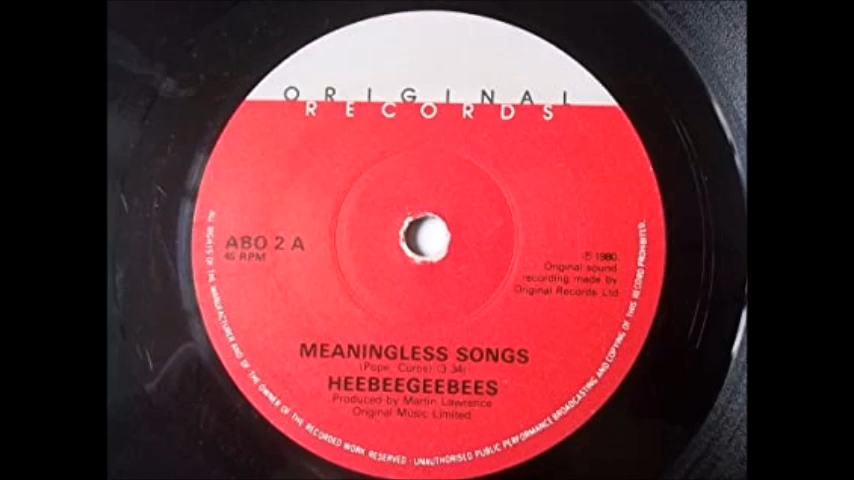 ORIGINAL
RECORDS
ABO 2 A
45 RPM
℗ 1980.
Original sound
recording made by
Original Records Ltd
MEANINGLESS SONGS
(Pope, Curtis) (3.34)
HEEBEEGEEBEES
Produced by Martin Lawrence
Original Music Limited
ALL RIGHTS OF THE MANUFACTURER AND OF THE OWNER OF THE RECORDED WORK RESERVED · UNAUTHORISED PUBLIC PERFORMANCE BROADCASTING AND COPYING OF THIS RECORD PROHIBITED.